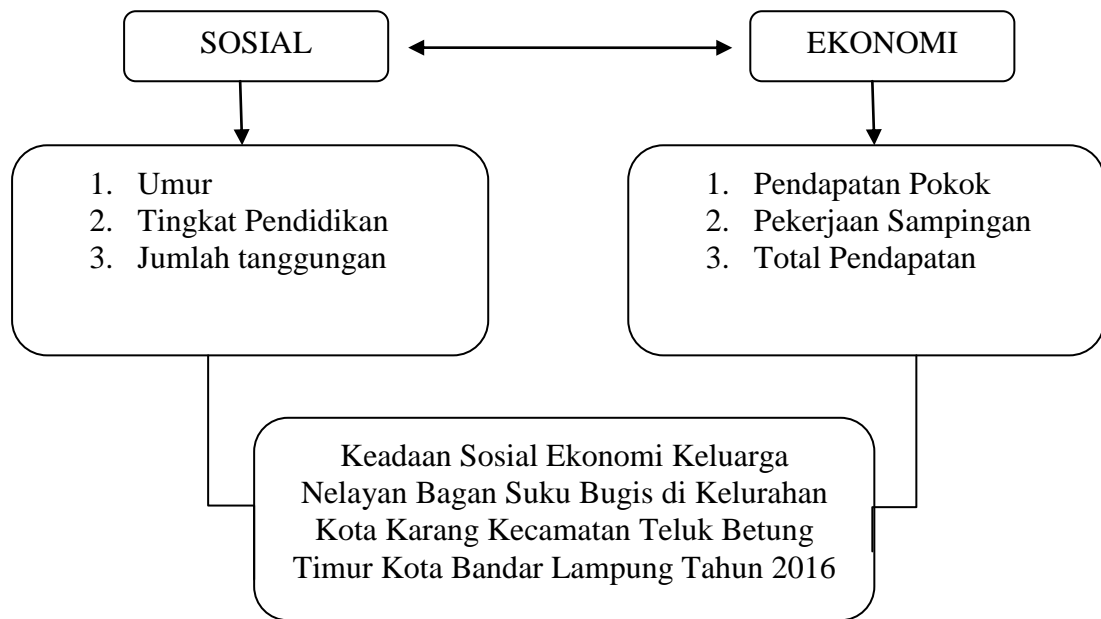 SOSIAL
EKONOMI
1. Umur
2. Tingkat Pendidikan
3. Jumlah tanggungan
1. Pendapatan Pokok
2. Pekerjaan Sampingan
3. Total Pendapatan
Keadaan Sosial Ekonomi Keluarga
Nelayan Bagan Suku Bugis di Kelurahan
Kota Karang Kecamatan Teluk Betung
Timur Kota Bandar Lampung Tahun 2016